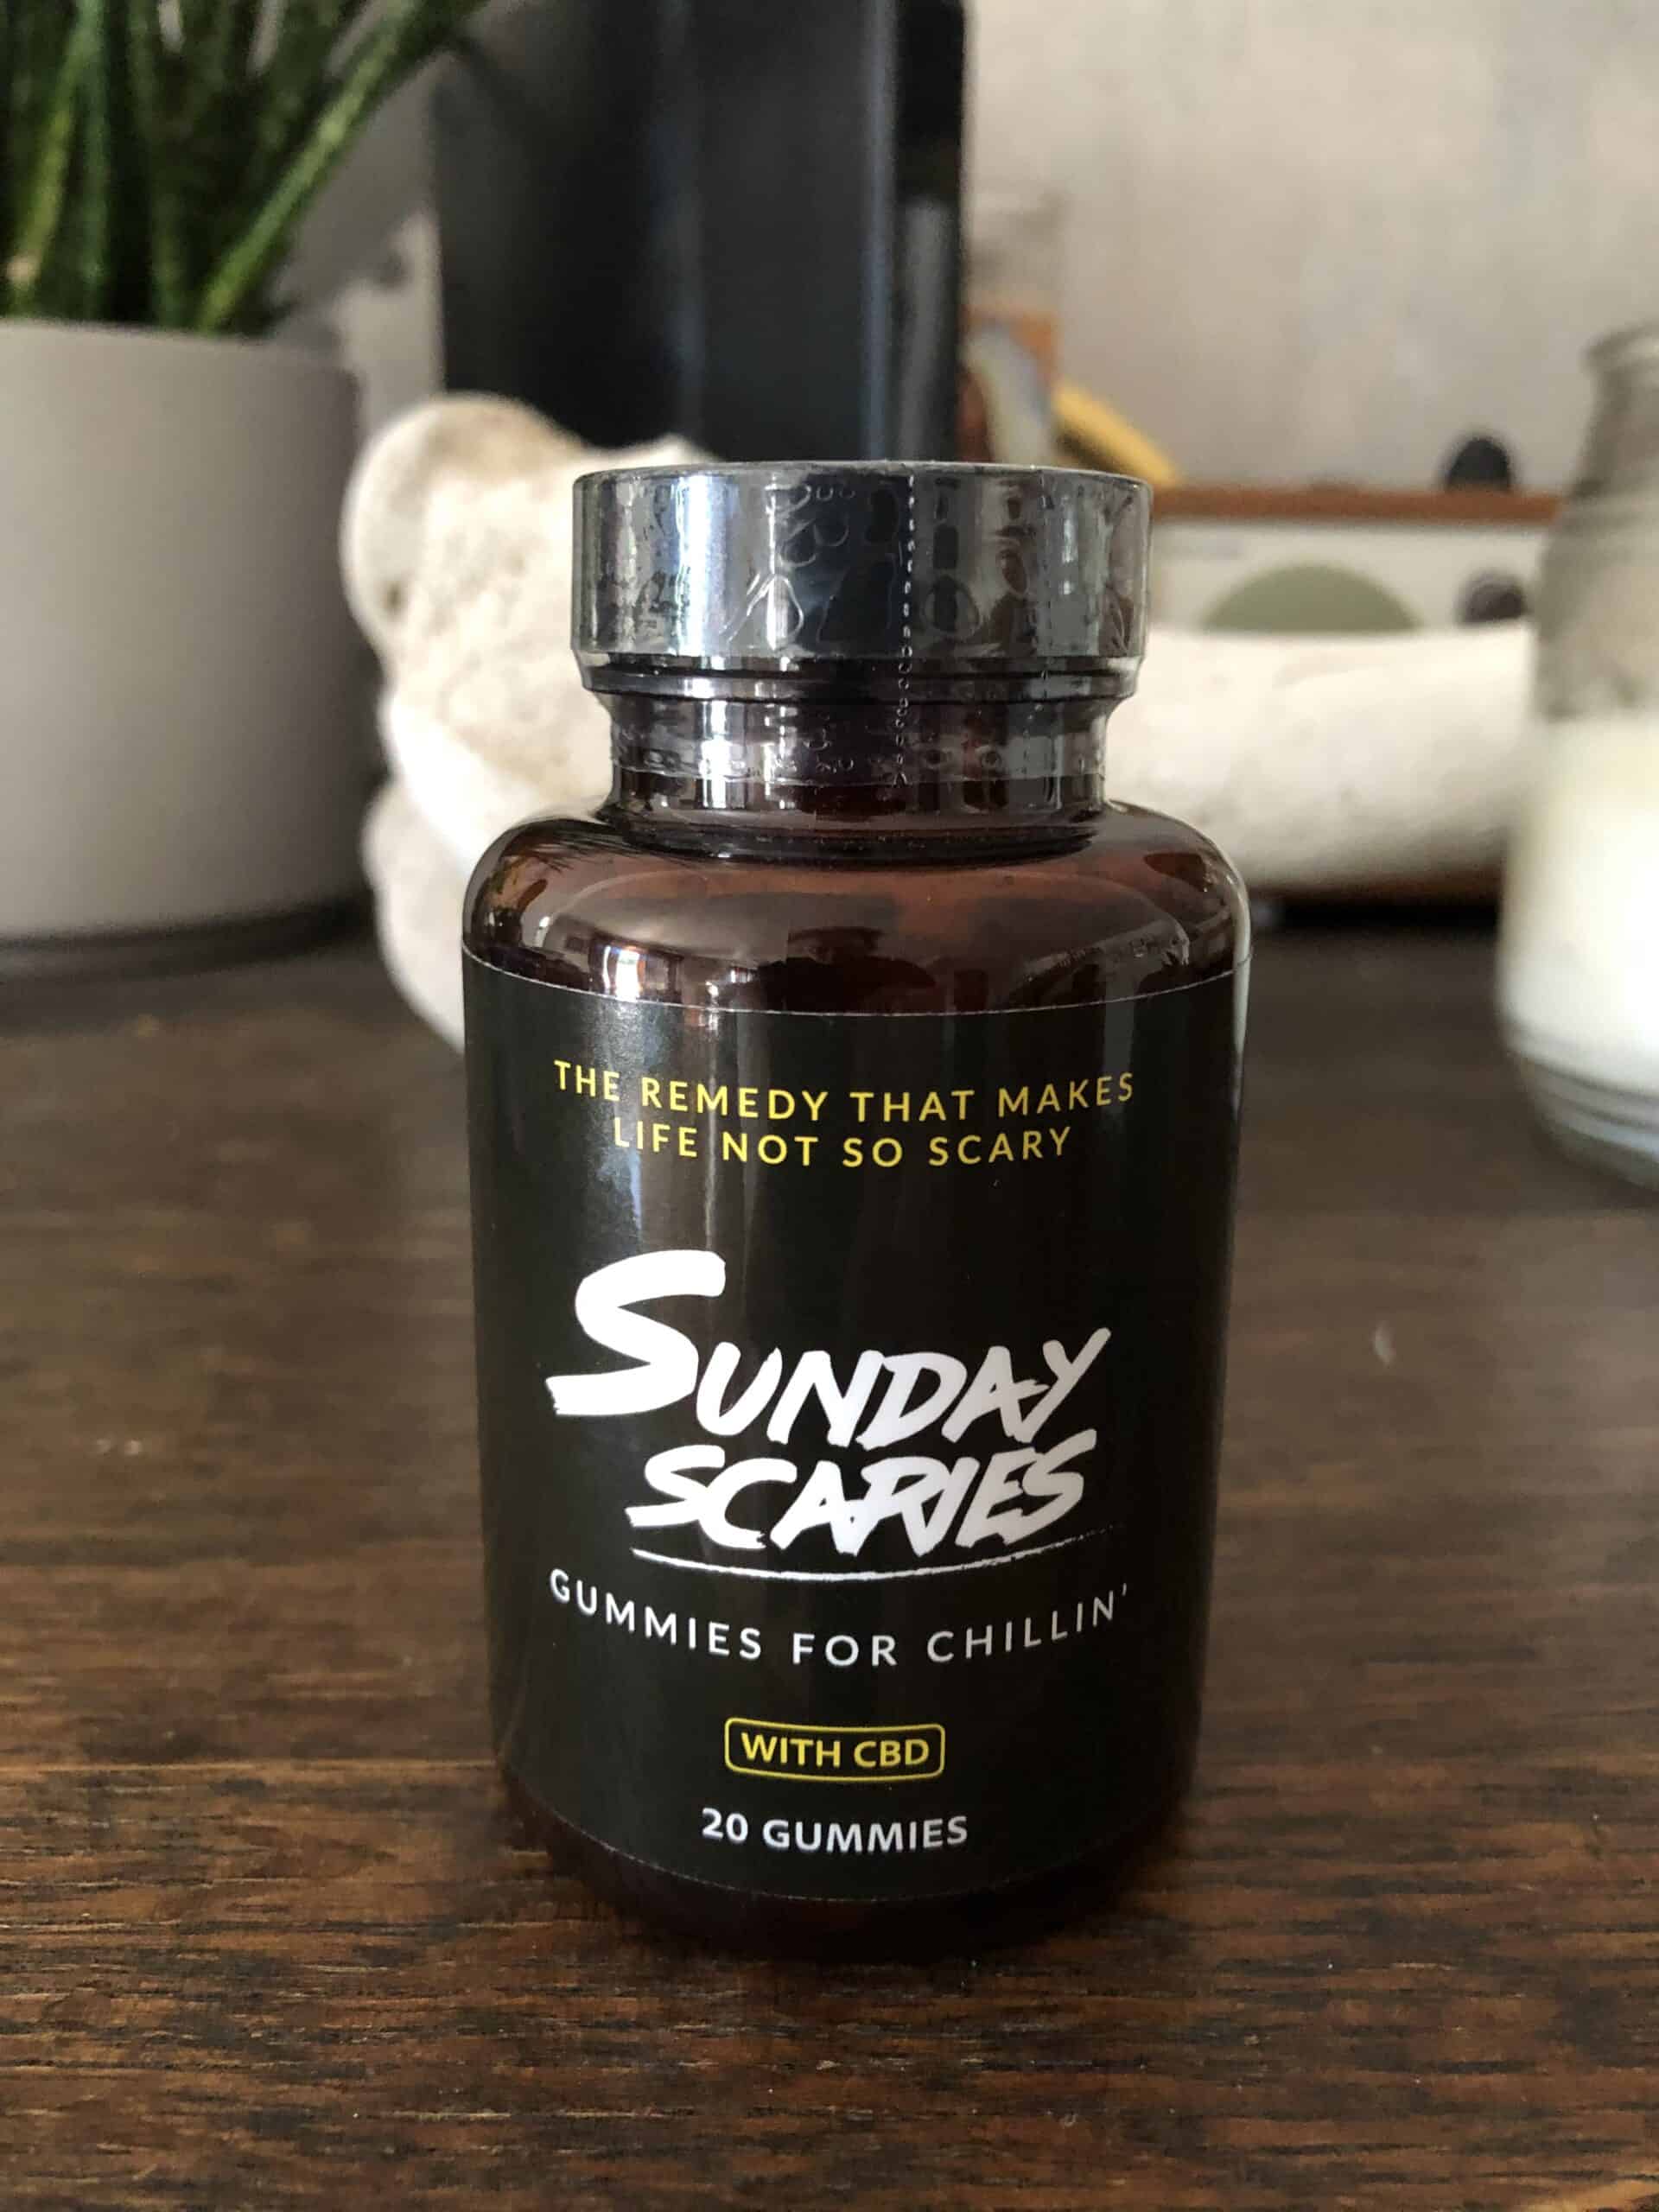 THE REMEDY THAT MAKES
LIFE NOT SO SCARY
SUNDAY
SCARIES
GUMMIES FOR CHILLIN'
WITH CBD
20 GUMMIES